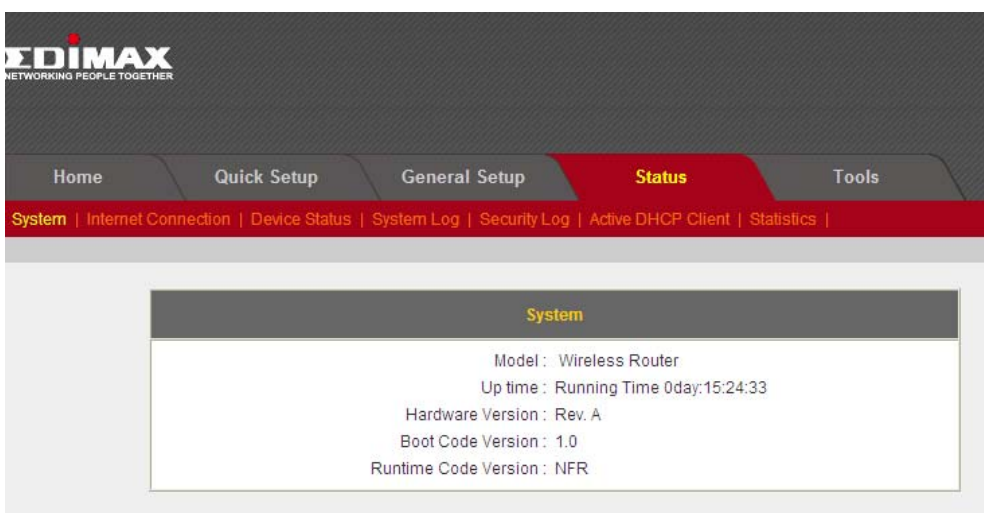 EDIMAX
NETWORKING PEOPLE TOGETHER
Home Quick Setup General Setup Status Tools
System | Internet Connection | Device Status | System Log | Security Log | Active DHCP Client | Statistics |
System
Model : Wireless Router
Up time : Running Time 0day:15:24:33
Hardware Version : Rev. A
Boot Code Version : 1.0
Runtime Code Version : NFR